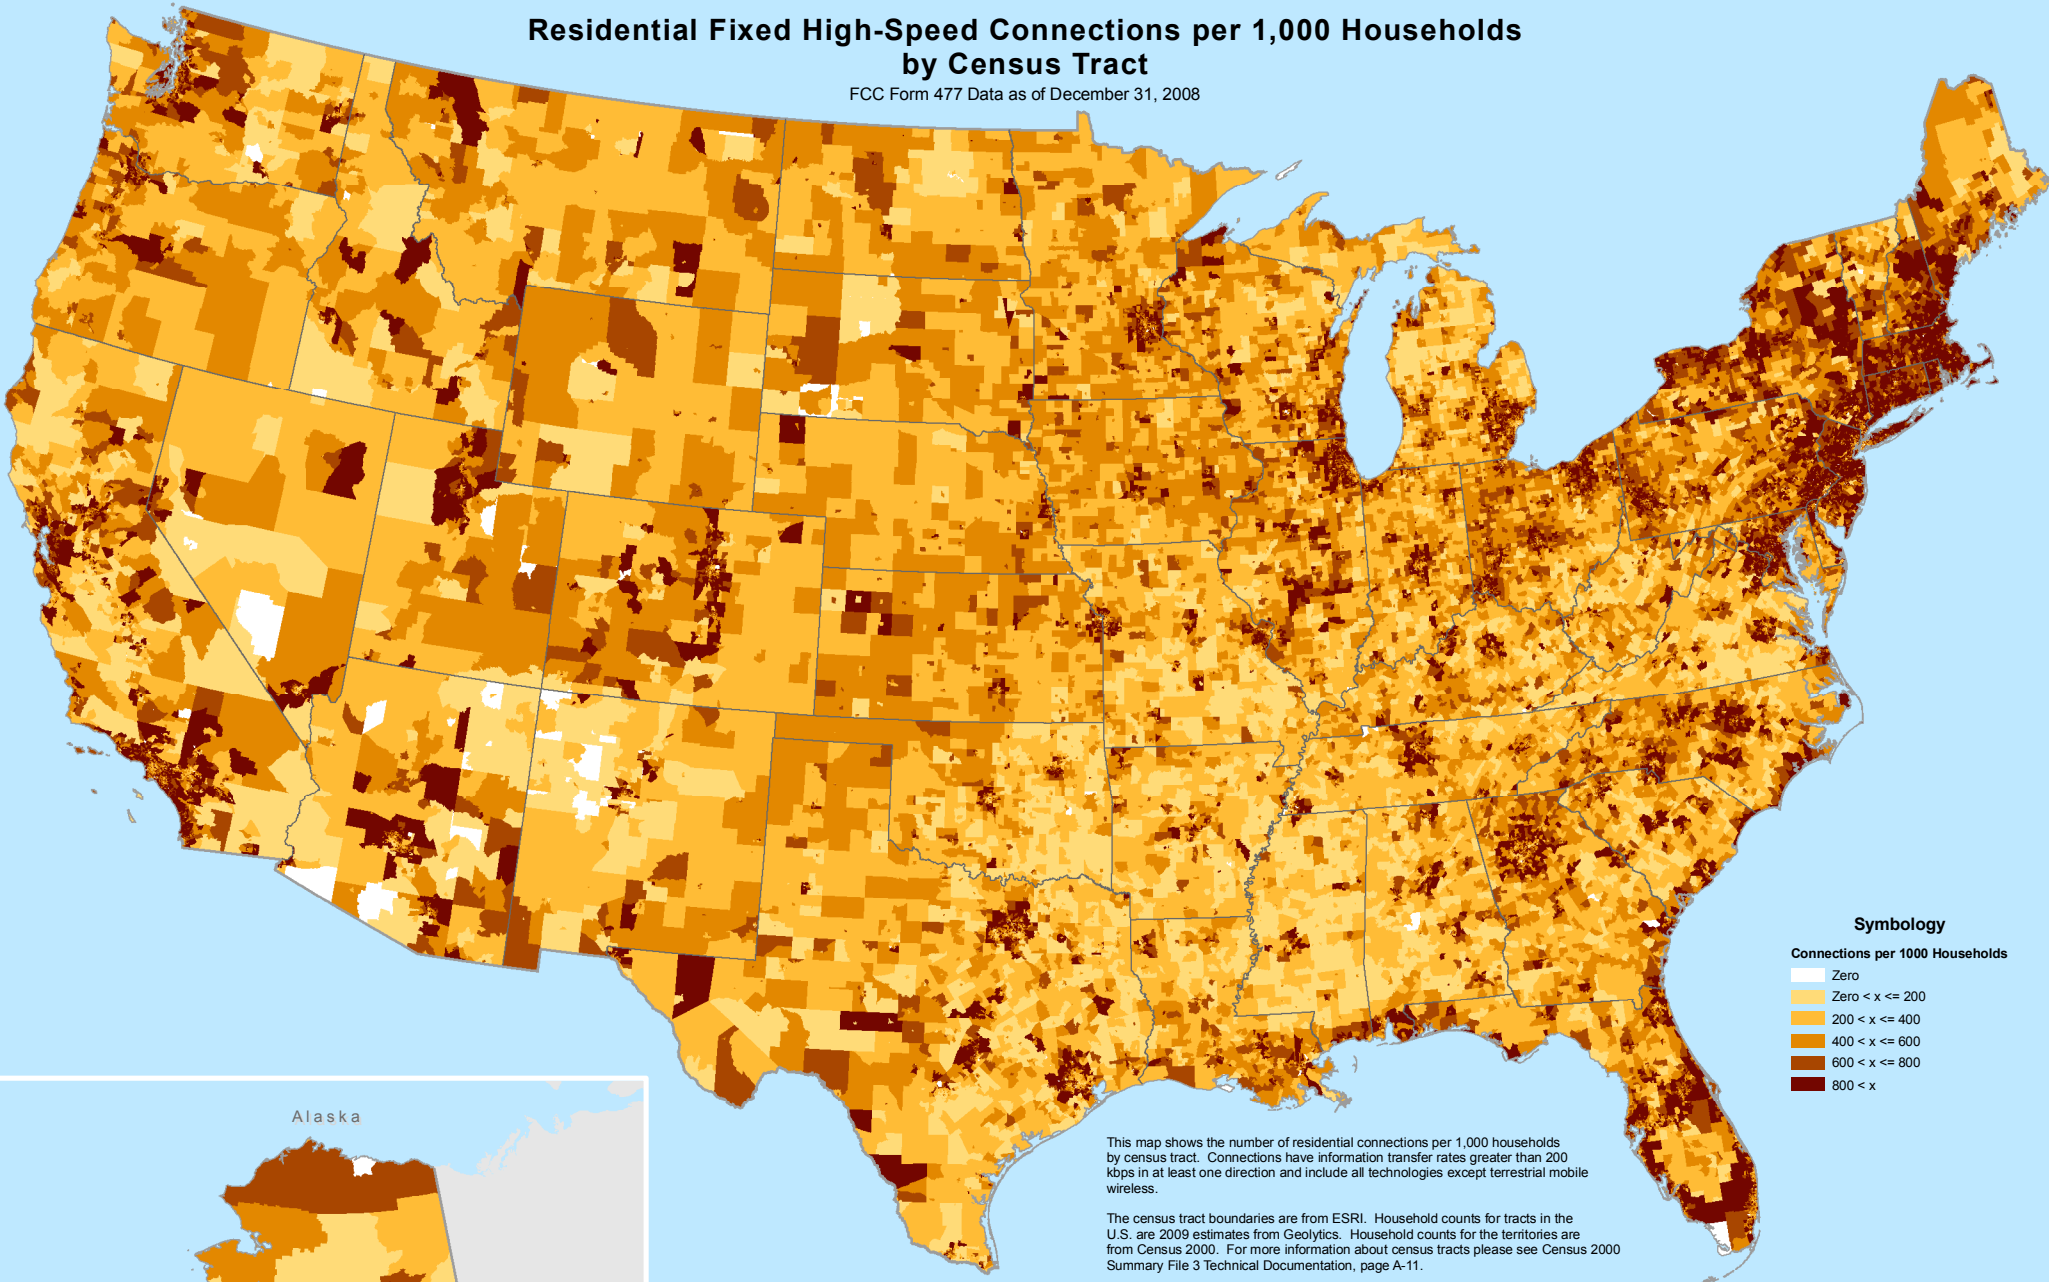 Residential Fixed High-Speed Connections per 1,000 Households
by Census Tract
FCC Form 477 Data as of December 31, 2008
Symbology
Connections per 1000 Households
Zero
Zero < x <= 200
200 < x <= 400
400 < x <= 600
600 < x <= 800
800 < x
Alaska
This map shows the number of residential connections per 1,000 households
by census tract. Connections have information transfer rates greater than 200
kbps in at least one direction and include all technologies except terrestrial mobile
wireless.
The census tract boundaries are from ESRI. Household counts for tracts in the
U.S. are 2009 estimates from Geolytics. Household counts for the territories are
from Census 2000. For more information about census tracts please see Census 2000
Summary File 3 Technical Documentation, page A-11.